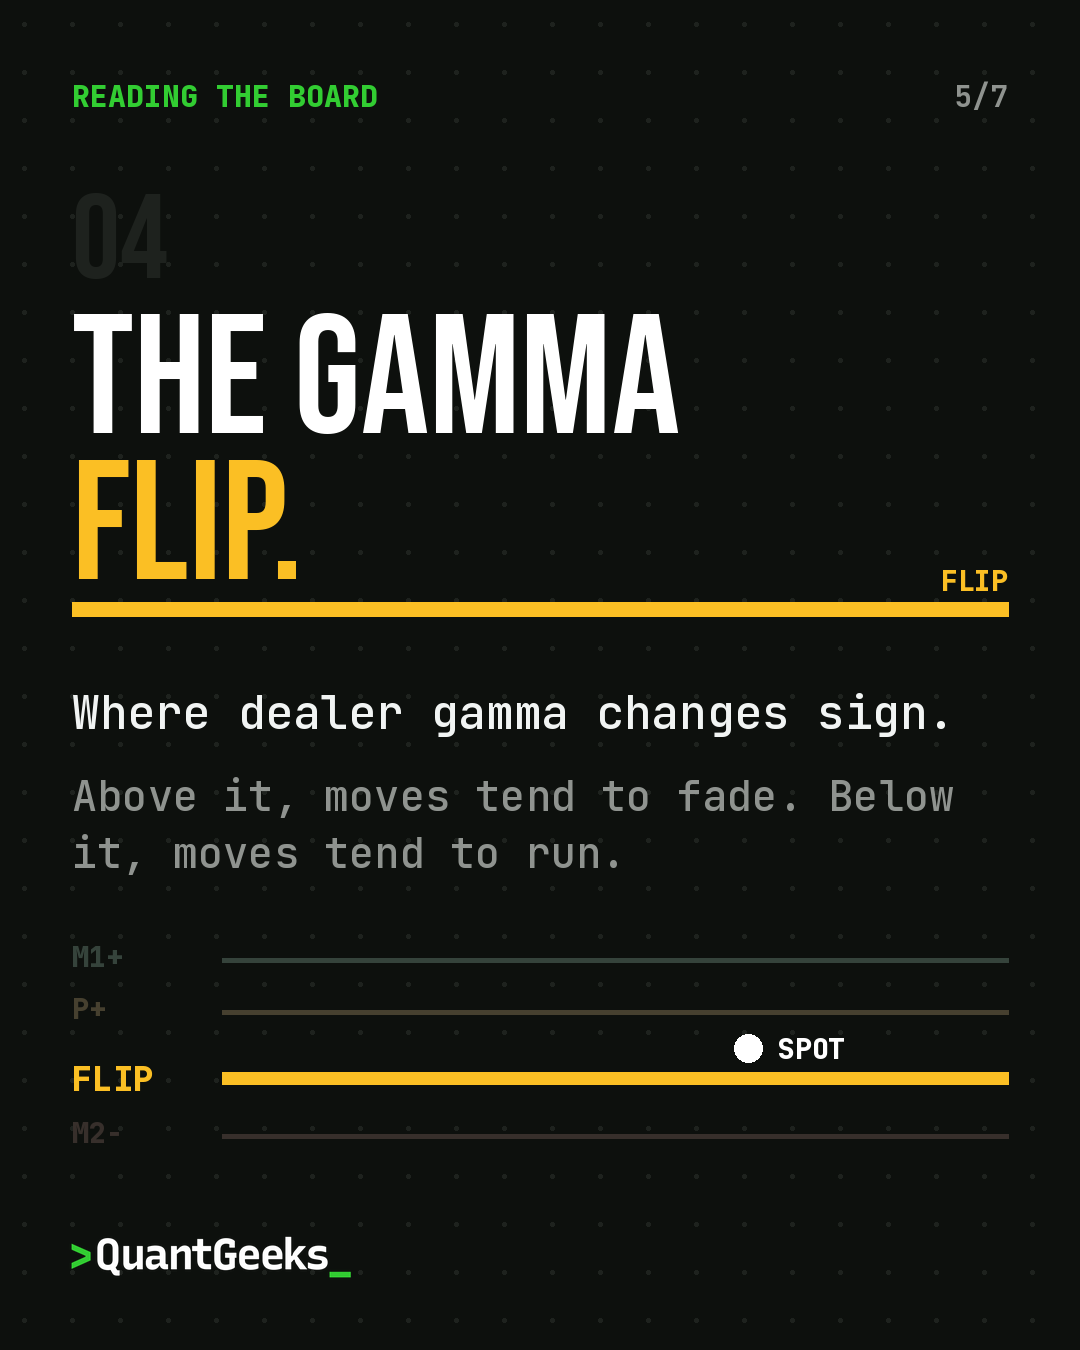 READING THE BOARD
5/7
04
THE GAMMA
FLIP.
FLIP
Where dealer gamma changes sign.
Above it, moves tend to fade. Below
it, moves tend to run.
M1+
P+
SPOT
FLIP
M2-
>QuantGeeks_